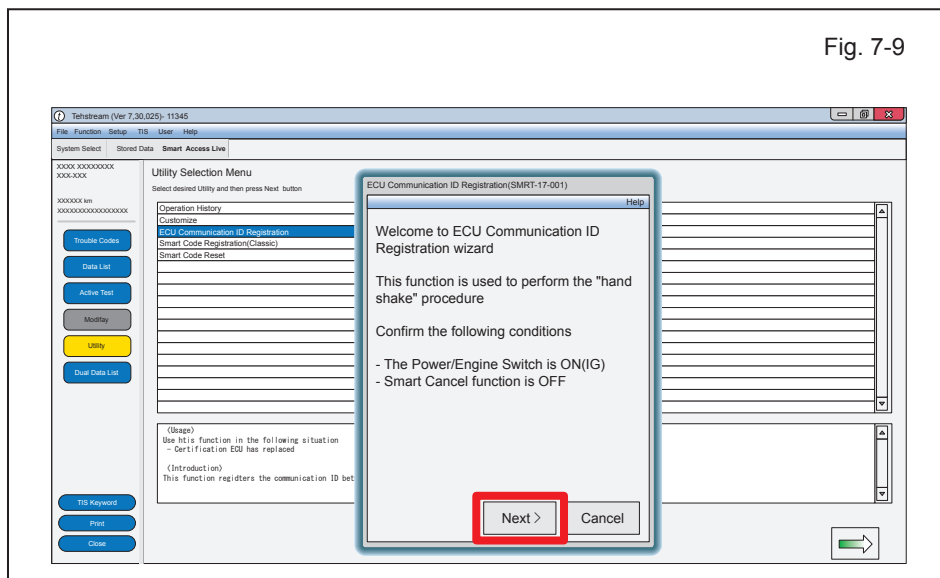 Fig. 7-9
Tehstream (Ver 7,30,025)- 11345
File Function Setup TIS User Help
System Select Stored Data Smart Access Live
XXXX XXXXXXXX
XXX-XXX
XXXXXX km
XXXXXXXXXXXXXXXXX
Trouble Codes
Data List
Active Test
Modifay
Utility
Dual Data List
TIS Keyword
Print
Close
Utility Selection Menu
Select desired Utility and then press Next button
Operation History
Customize
ECU Communication ID Registration
Smart Code Registration(Classic)
Smart Code Reset
(Usage)
Use htis function in the following situation
- Certification ECU has replaced
(Introduction)
This function regidters the communication ID bet
ECU Communication ID Registration(SMRT-17-001)
Help
Welcome to ECU Communication ID
Registration wizard
This function is used to perform the "hand
shake" procedure
Confirm the following conditions
- The Power/Engine Switch is ON(IG)
- Smart Cancel function is OFF
Next >
Cancel